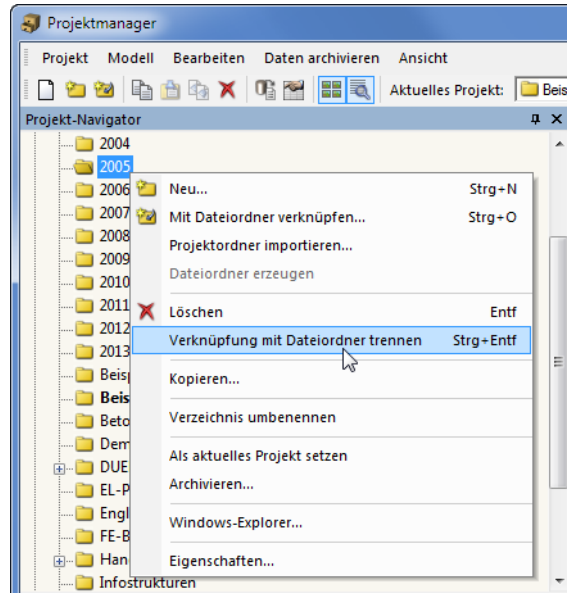 Projektmanager
Projekt Modell Bearbeiten Daten archivieren Ansicht
Aktuelles Projekt: Beis
Projekt-Navigator
2004
2005
2006
2007
2008
2009
2010
2011
2012
2013
Beis
Beto
Dem
DUE
EL-P
Engl
FE-B
Han
Infostrukturen
Neu... Strg+N
Mit Dateiordner verknüpfen... Strg+O
Projektordner importieren...
Dateiordner erzeugen
Löschen Entf
Verknüpfung mit Dateiordner trennen Strg+Entf
Kopieren...
Verzeichnis umbenennen
Als aktuelles Projekt setzen
Archivieren...
Windows-Explorer...
Eigenschaften...